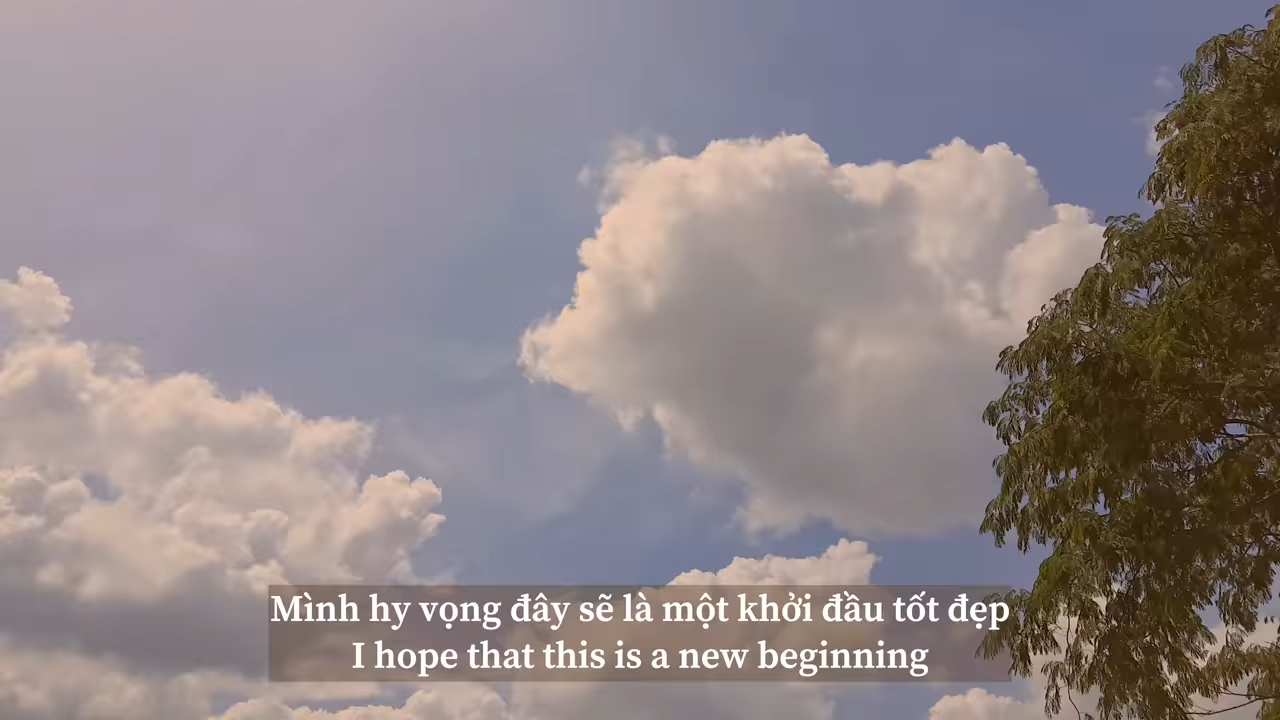 Mình hy vọng đây sẽ là một khởi đầu tốt đẹp
I hope that this is a new beginning